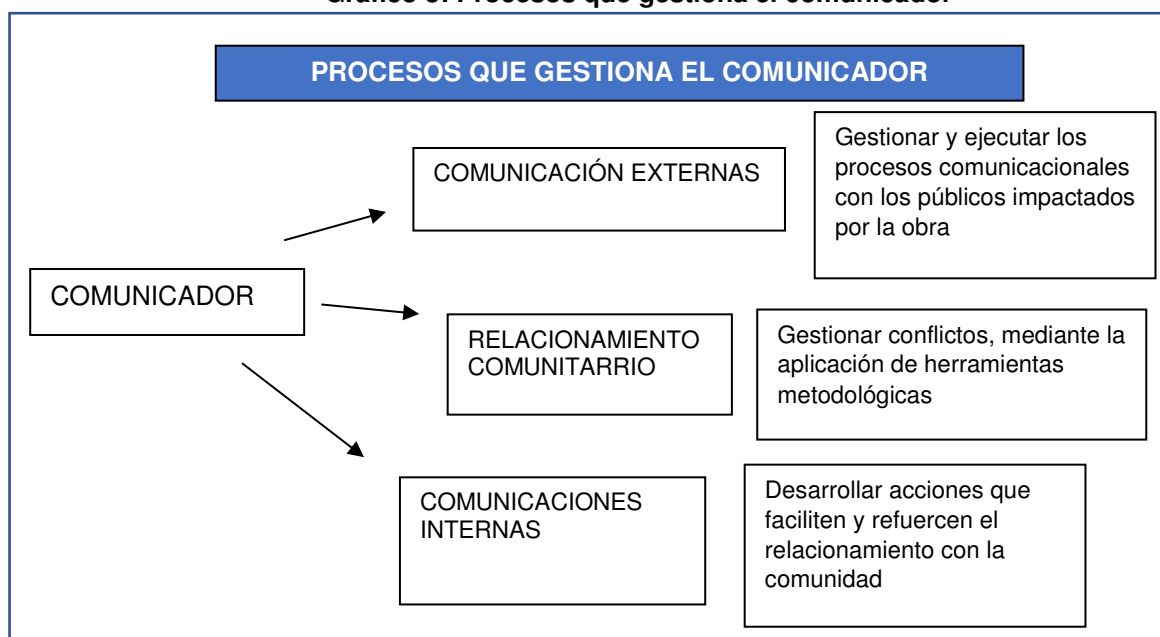 PROCESOS QUE GESTIONA EL COMUNICADOR
COMUNICADOR
COMUNICACIÓN EXTERNAS
Gestionar y ejecutar los
procesos comunicacionales
con los públicos impactados
por la obra
RELACIONAMIENTO
COMUNITARRIO
Gestionar conflictos, mediante la
aplicación de herramientas
metodológicas
COMUNICACIONES
INTERNAS
Desarrollar acciones que
faciliten y refuercen el
relacionamiento con la
comunidad